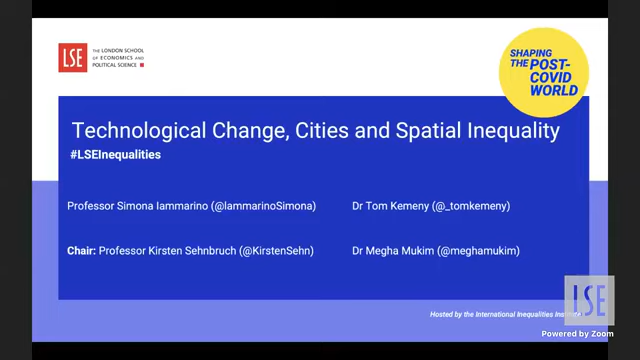 LSE THE LONDON SCHOOL
OF ECONOMICS AND
POLITICAL SCIENCE
SHAPING
THE POST-
COVID
WORLD
Technological Change, Cities and Spatial Inequality
#LSEInequalities
Professor Simona Iammarino (@IammarinoSimona)
Dr Tom Kemeny (@_tomkemeny)
Chair: Professor Kirsten Sehnbruch (@KirstenSehn)
Dr Megha Mukim (@meghamukim)
LSE
Hosted by the International Inequalities
Powered by Zoom